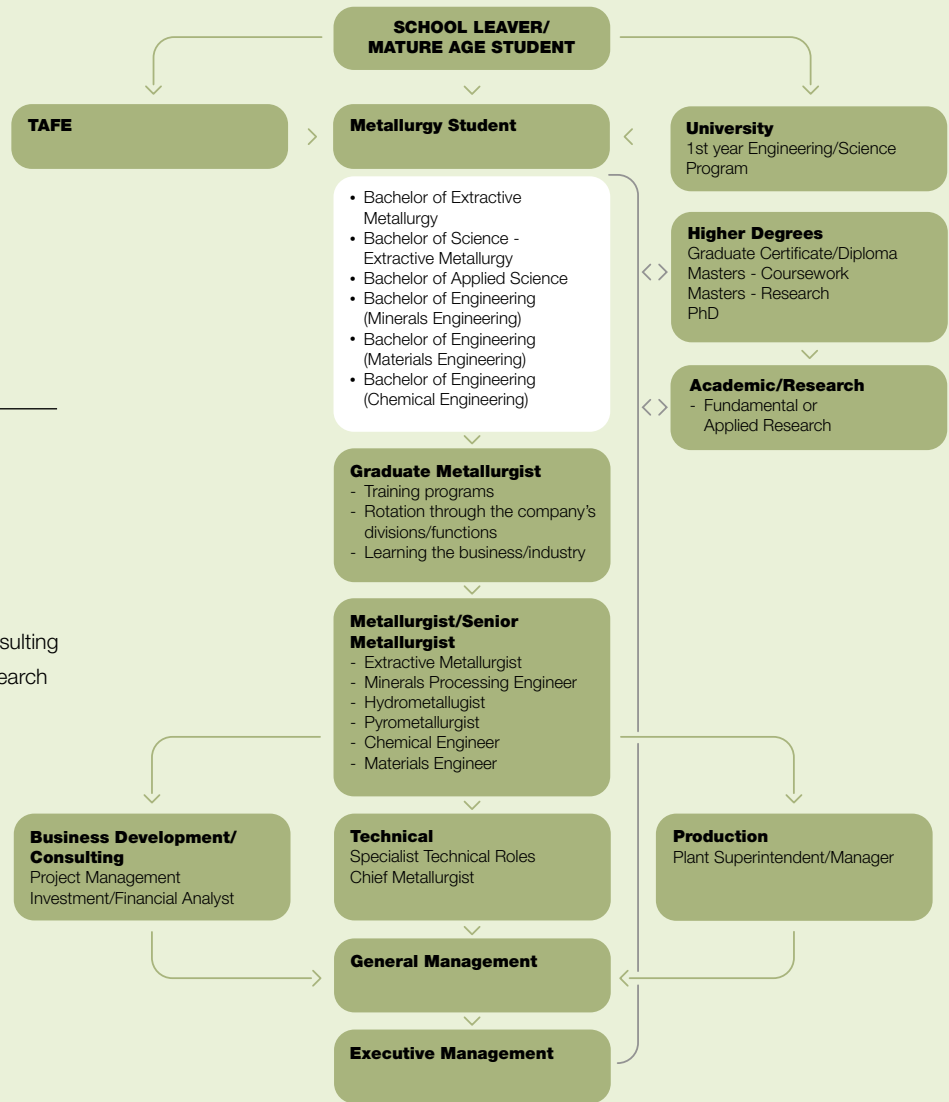 SCHOOL LEAVER/
MATURE AGE STUDENT
TAFE
Metallurgy Student
University
1st year Engineering/Science
Program
• Bachelor of Extractive
Metallurgy
• Bachelor of Science -
Extractive Metallurgy
• Bachelor of Applied Science
• Bachelor of Engineering
(Minerals Engineering)
• Bachelor of Engineering
(Materials Engineering)
• Bachelor of Engineering
(Chemical Engineering)
Higher Degrees
Graduate Certificate/Diploma
Masters - Coursework
Masters - Research
PhD
Academic/Research
- Fundamental or
Applied Research
Graduate Metallurgist
- Training programs
- Rotation through the company's
divisions/functions
- Learning the business/industry
sulting
earch
Metallurgist/Senior
Metallurgist
- Extractive Metallurgist
- Minerals Processing Engineer
- Hydrometallugist
- Pyrometallurgist
- Chemical Engineer
- Materials Engineer
Business Development/
Consulting
Project Management
Investment/Financial Analyst
Technical
Specialist Technical Roles
Chief Metallurgist
Production
Plant Superintendent/Manager
General Management
Executive Management